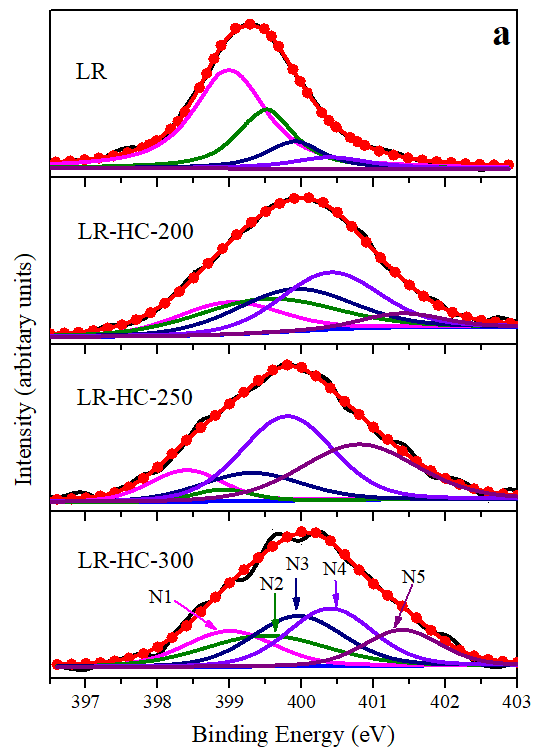 a
LR
LR-HC-200
LR-HC-250
LR-HC-300
N1
N2
N3
N4
N5
Intensity (arbitary units)
397 398 399 400 401 402 403
Binding Energy (eV)